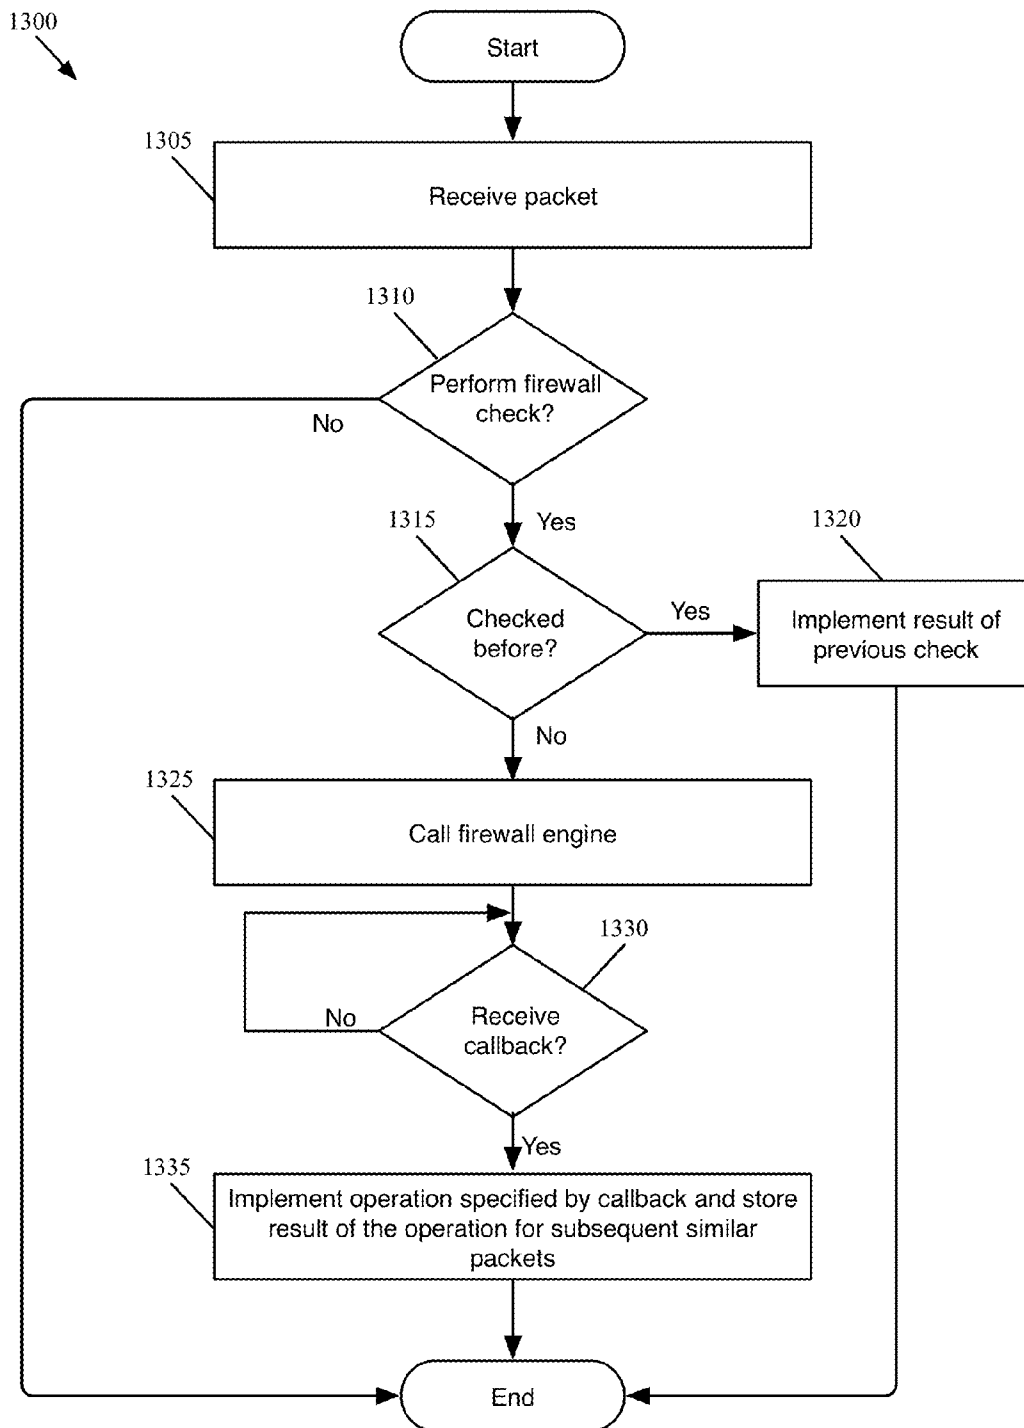 1300
Start
1305
Receive packet
1310
Perform firewall
check?
No
Yes
1315
Checked
before?
Yes
1320
Implement result of
previous check
No
1325
Call firewall engine
1330
Receive
callback?
No
Yes
1335
Implement operation specified by callback and store
result of the operation for subsequent similar
packets
End